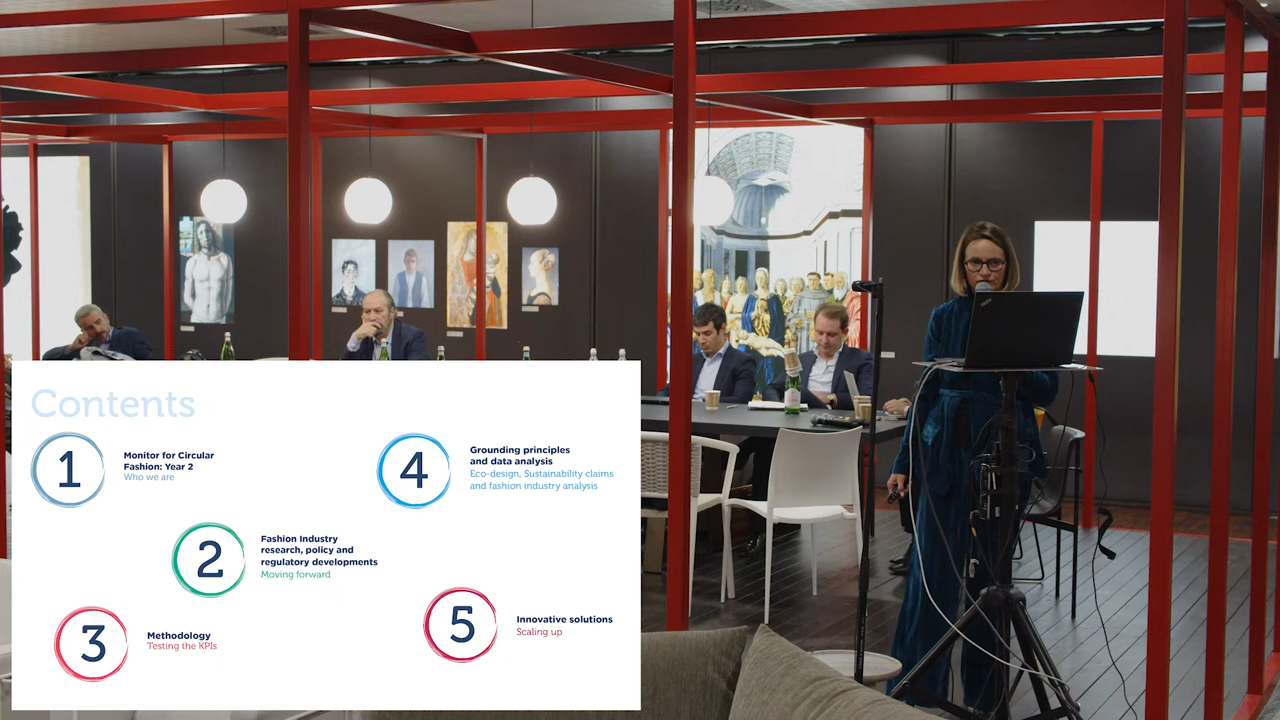 Contents
1
Monitor for Circular
Fashion: Year 2
Who we are
2
Fashion Industry
research, policy and
regulatory developments
Moving forward
3
Methodology
Testing the KPIs
4
Grounding principles
and data analysis
Eco-design, Sustainability claims
and fashion industry analysis
5
Innovative solutions
Scaling up